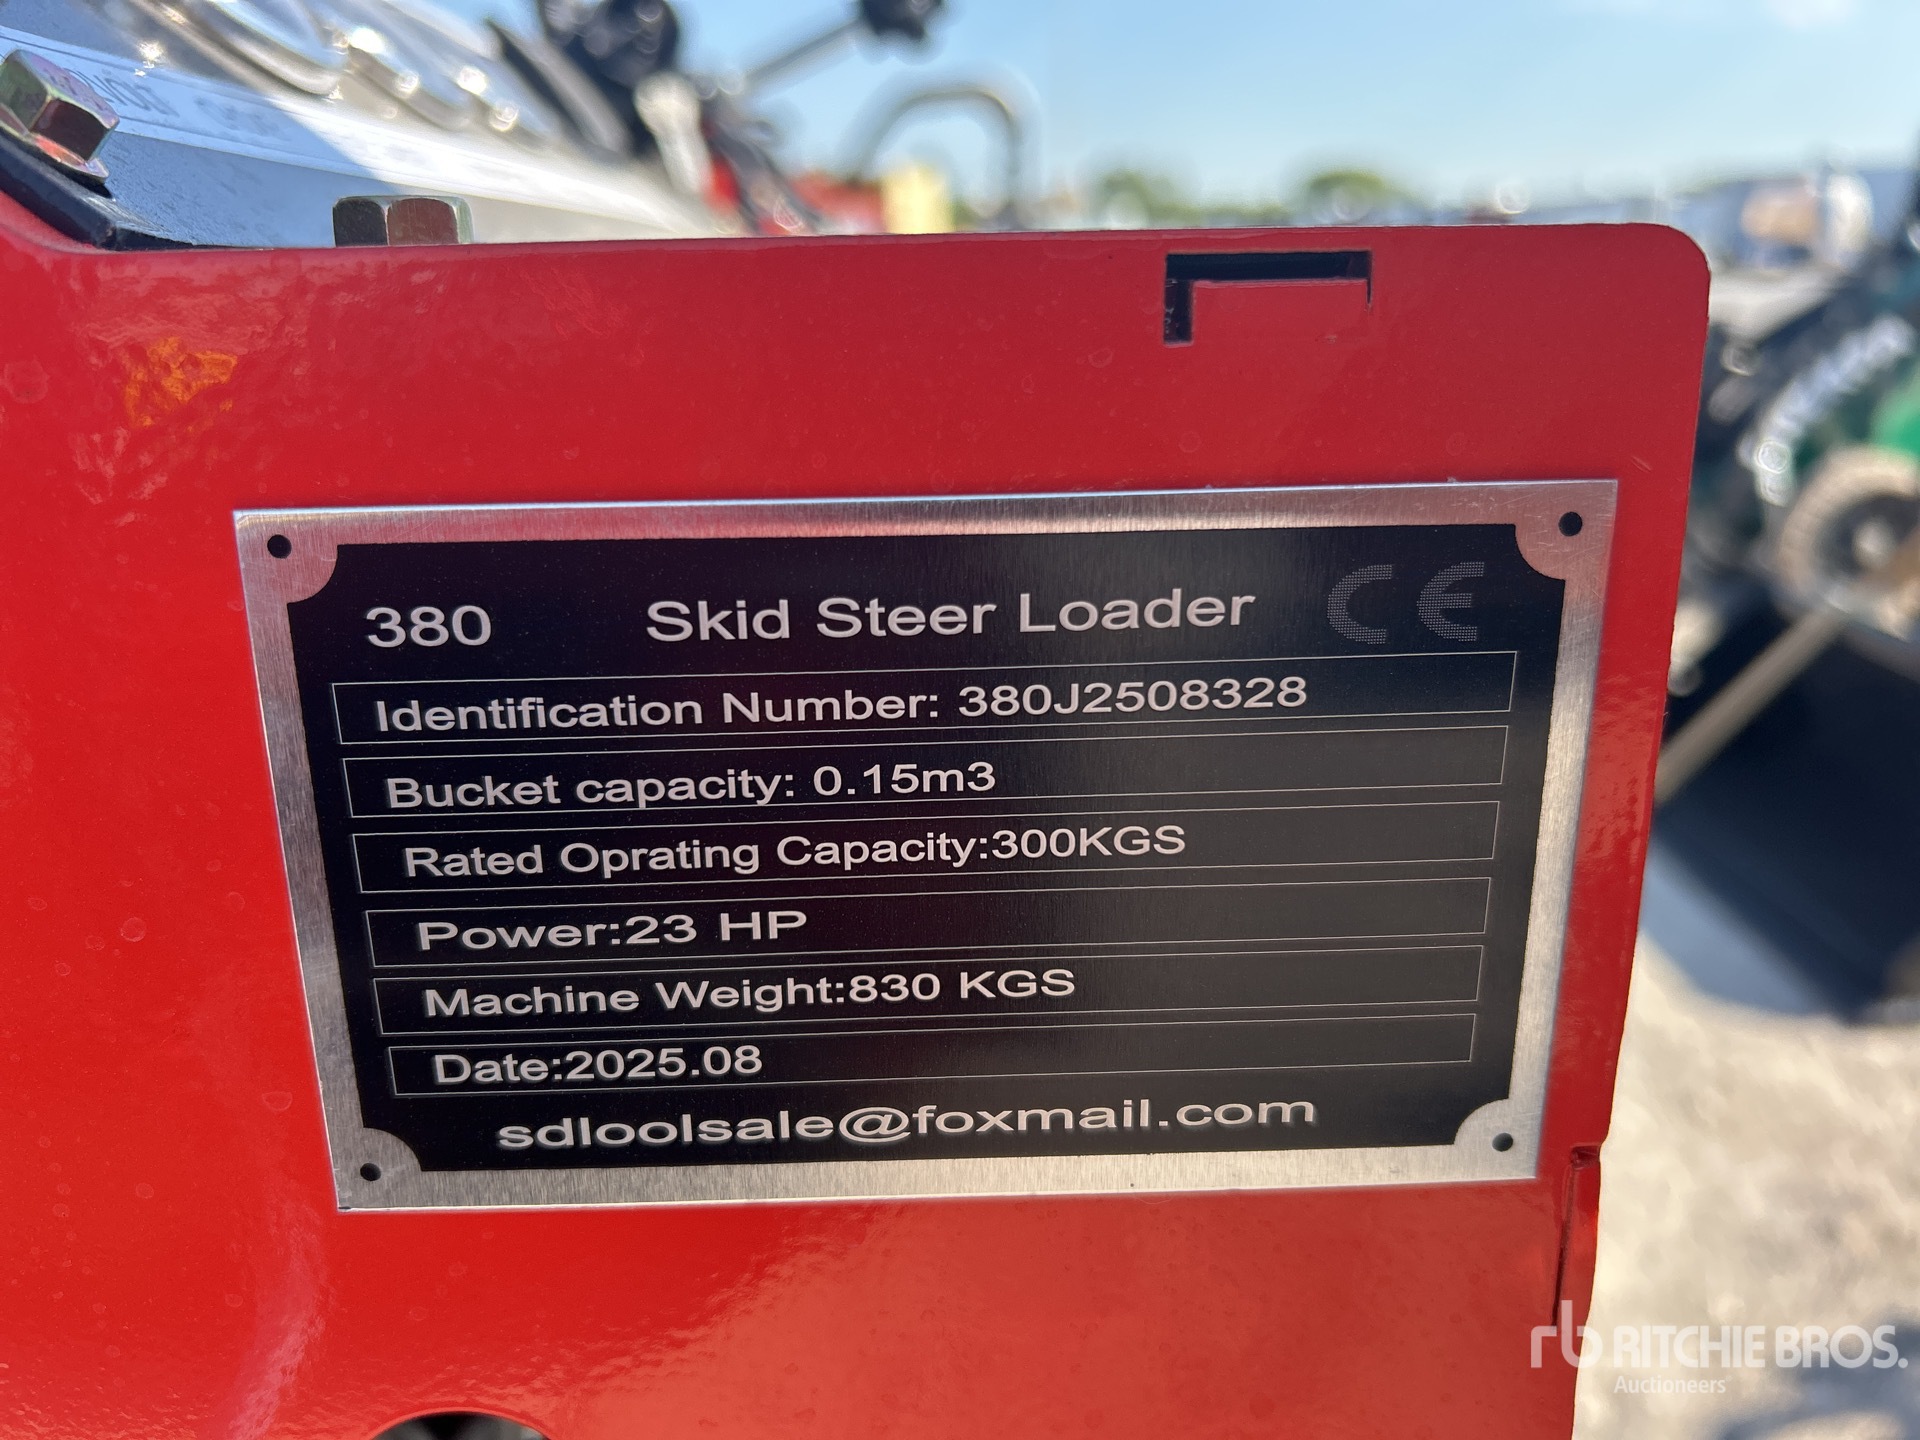 380 Skid Steer Loader CE
Identification Number: 380J2508328
Bucket capacity: 0.15m3
Rated Oprating Capacity:300KGS
Power:23 HP
Machine Weight:830 KGS
Date:2025.08
sdloolsale@foxmail.com
rb RITCHIE BROS.
Auctioneers